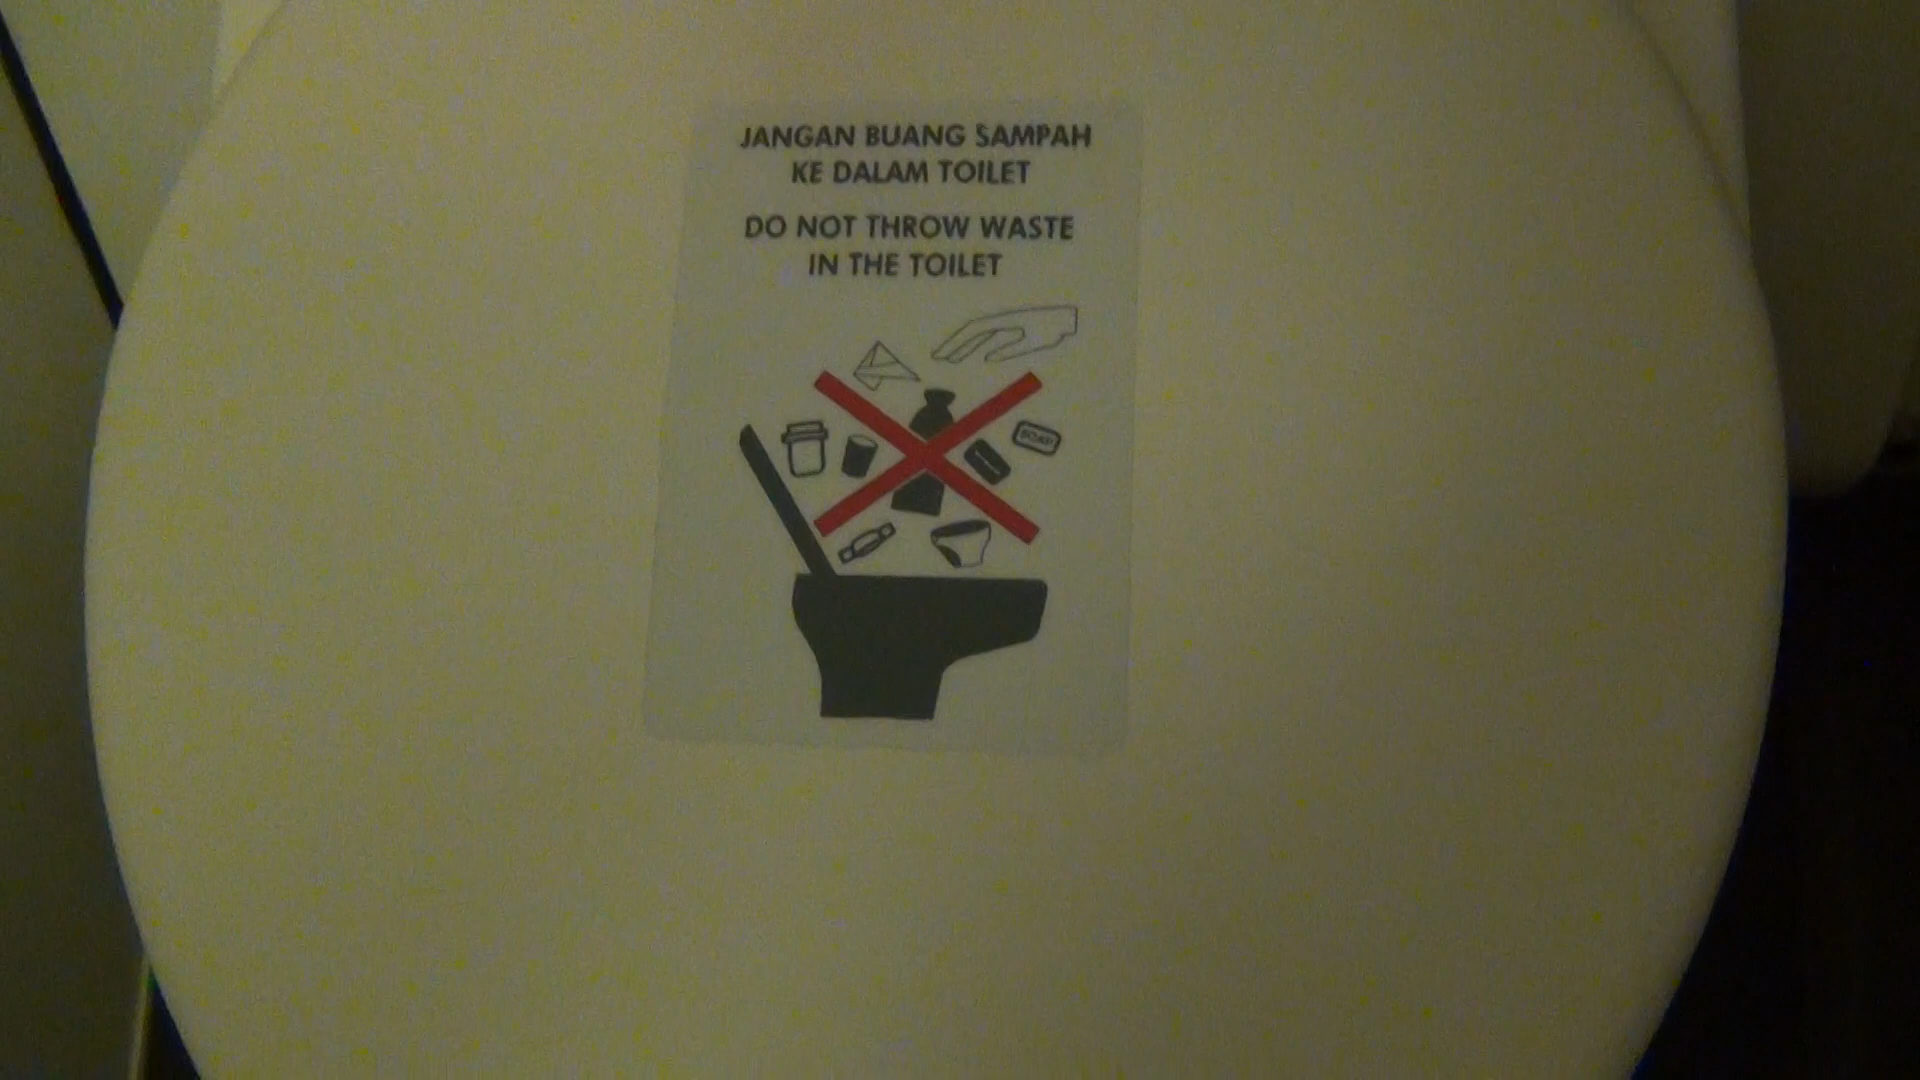 JANGAN BUANG SAMPAH
KE DALAM TOILET
DO NOT THROW WASTE
IN THE TOILET
SOAP